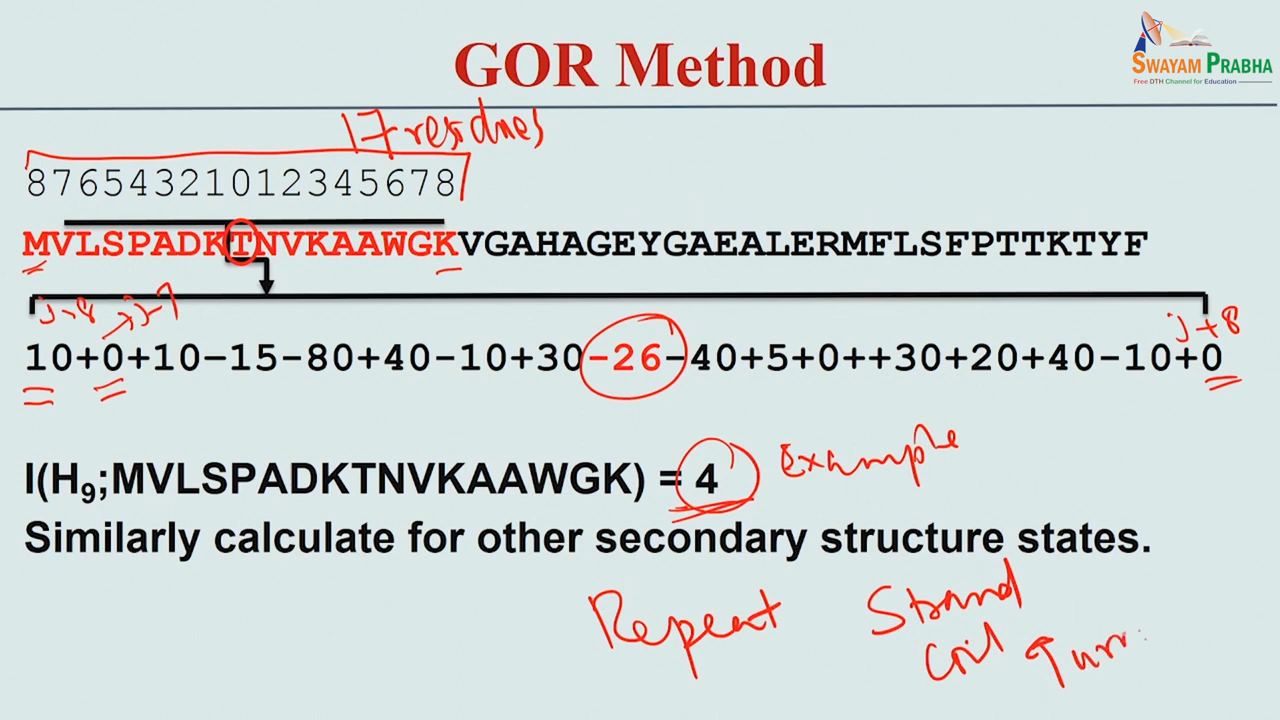 GOR Method
SWAYAM PRABHA
Free DTH Channel for Education
17 residues
87654321012345678
MVLSPADKTNVKAAWGKVGAHAGEYGAEALERMFLSFPTTKTYF
j-8 j-7 j+8
10+0+10-15-80+40-10+30-26-40+5+0++30+20+40-10+0
I(H9;MVLSPADKTNVKAAWGK) = 4 Example
Similarly calculate for other secondary structure states.
Repeat Strand
Coil Turn